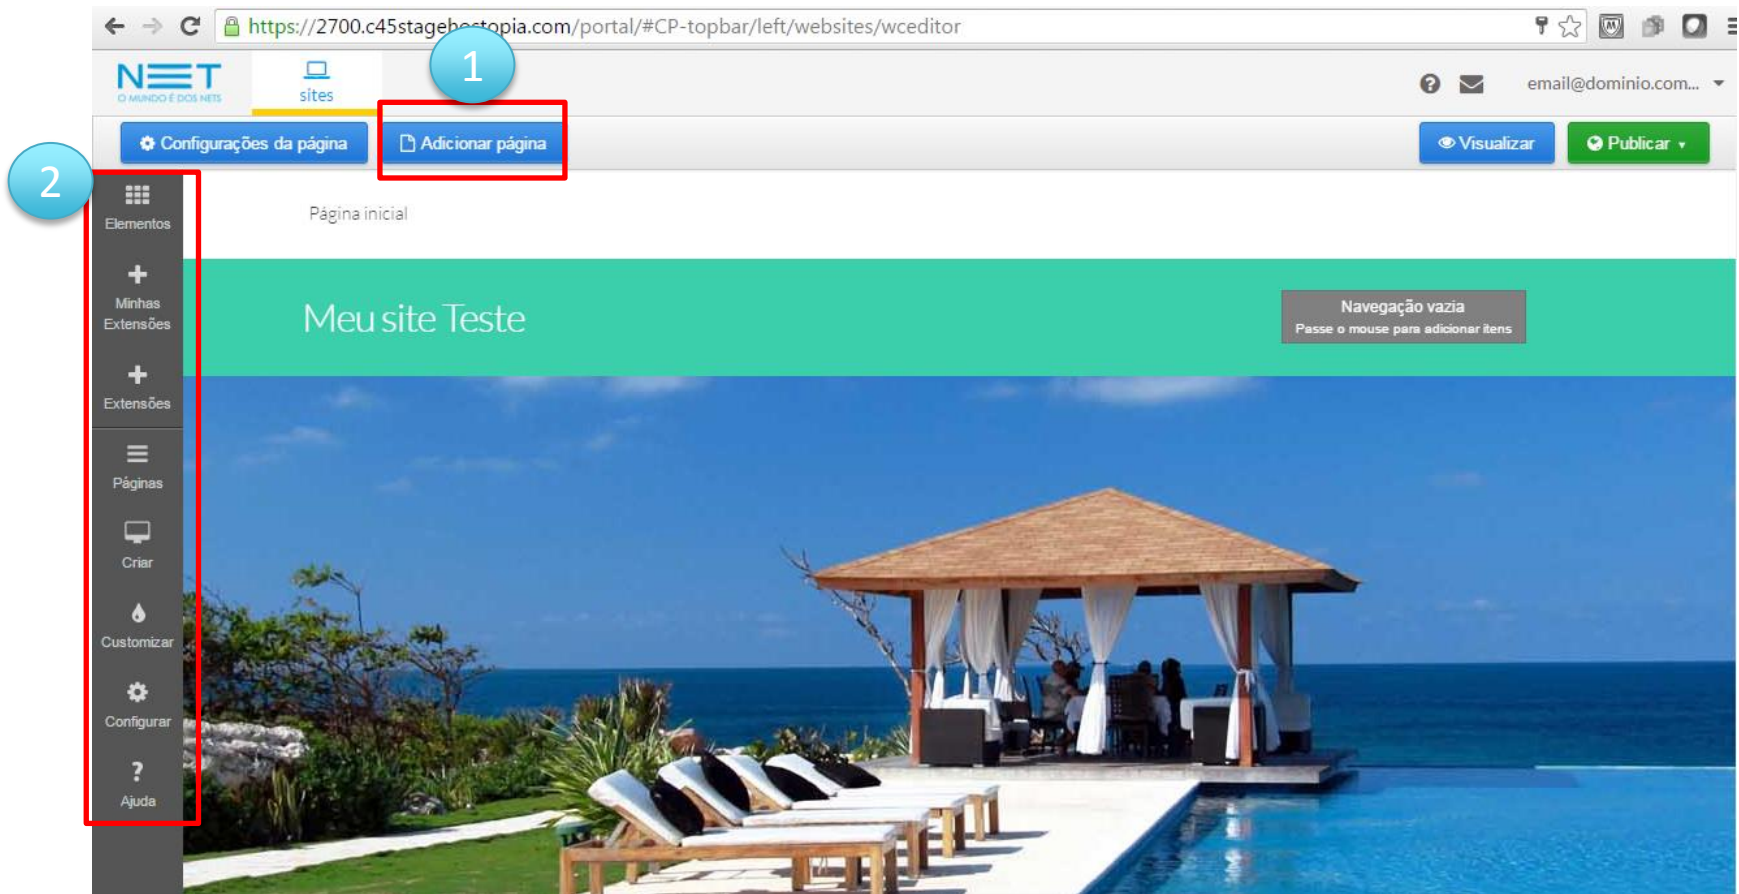 https://2700.c45stagehostopia.com/portal/#CP-topbar/left/websites/wceditor
NET
O MUNDO É DOS NETS
sites
1
email@dominio.com...
Configurações da página
Adicionar página
Visualizar
Publicar
2
Elementos
Página inicial
Minhas
Extensões
Meu site Teste
Navegação vazia
Passe o mouse para adicionar itens
Extensões
Páginas
Criar
Customizar
Configurar
?
Ajuda